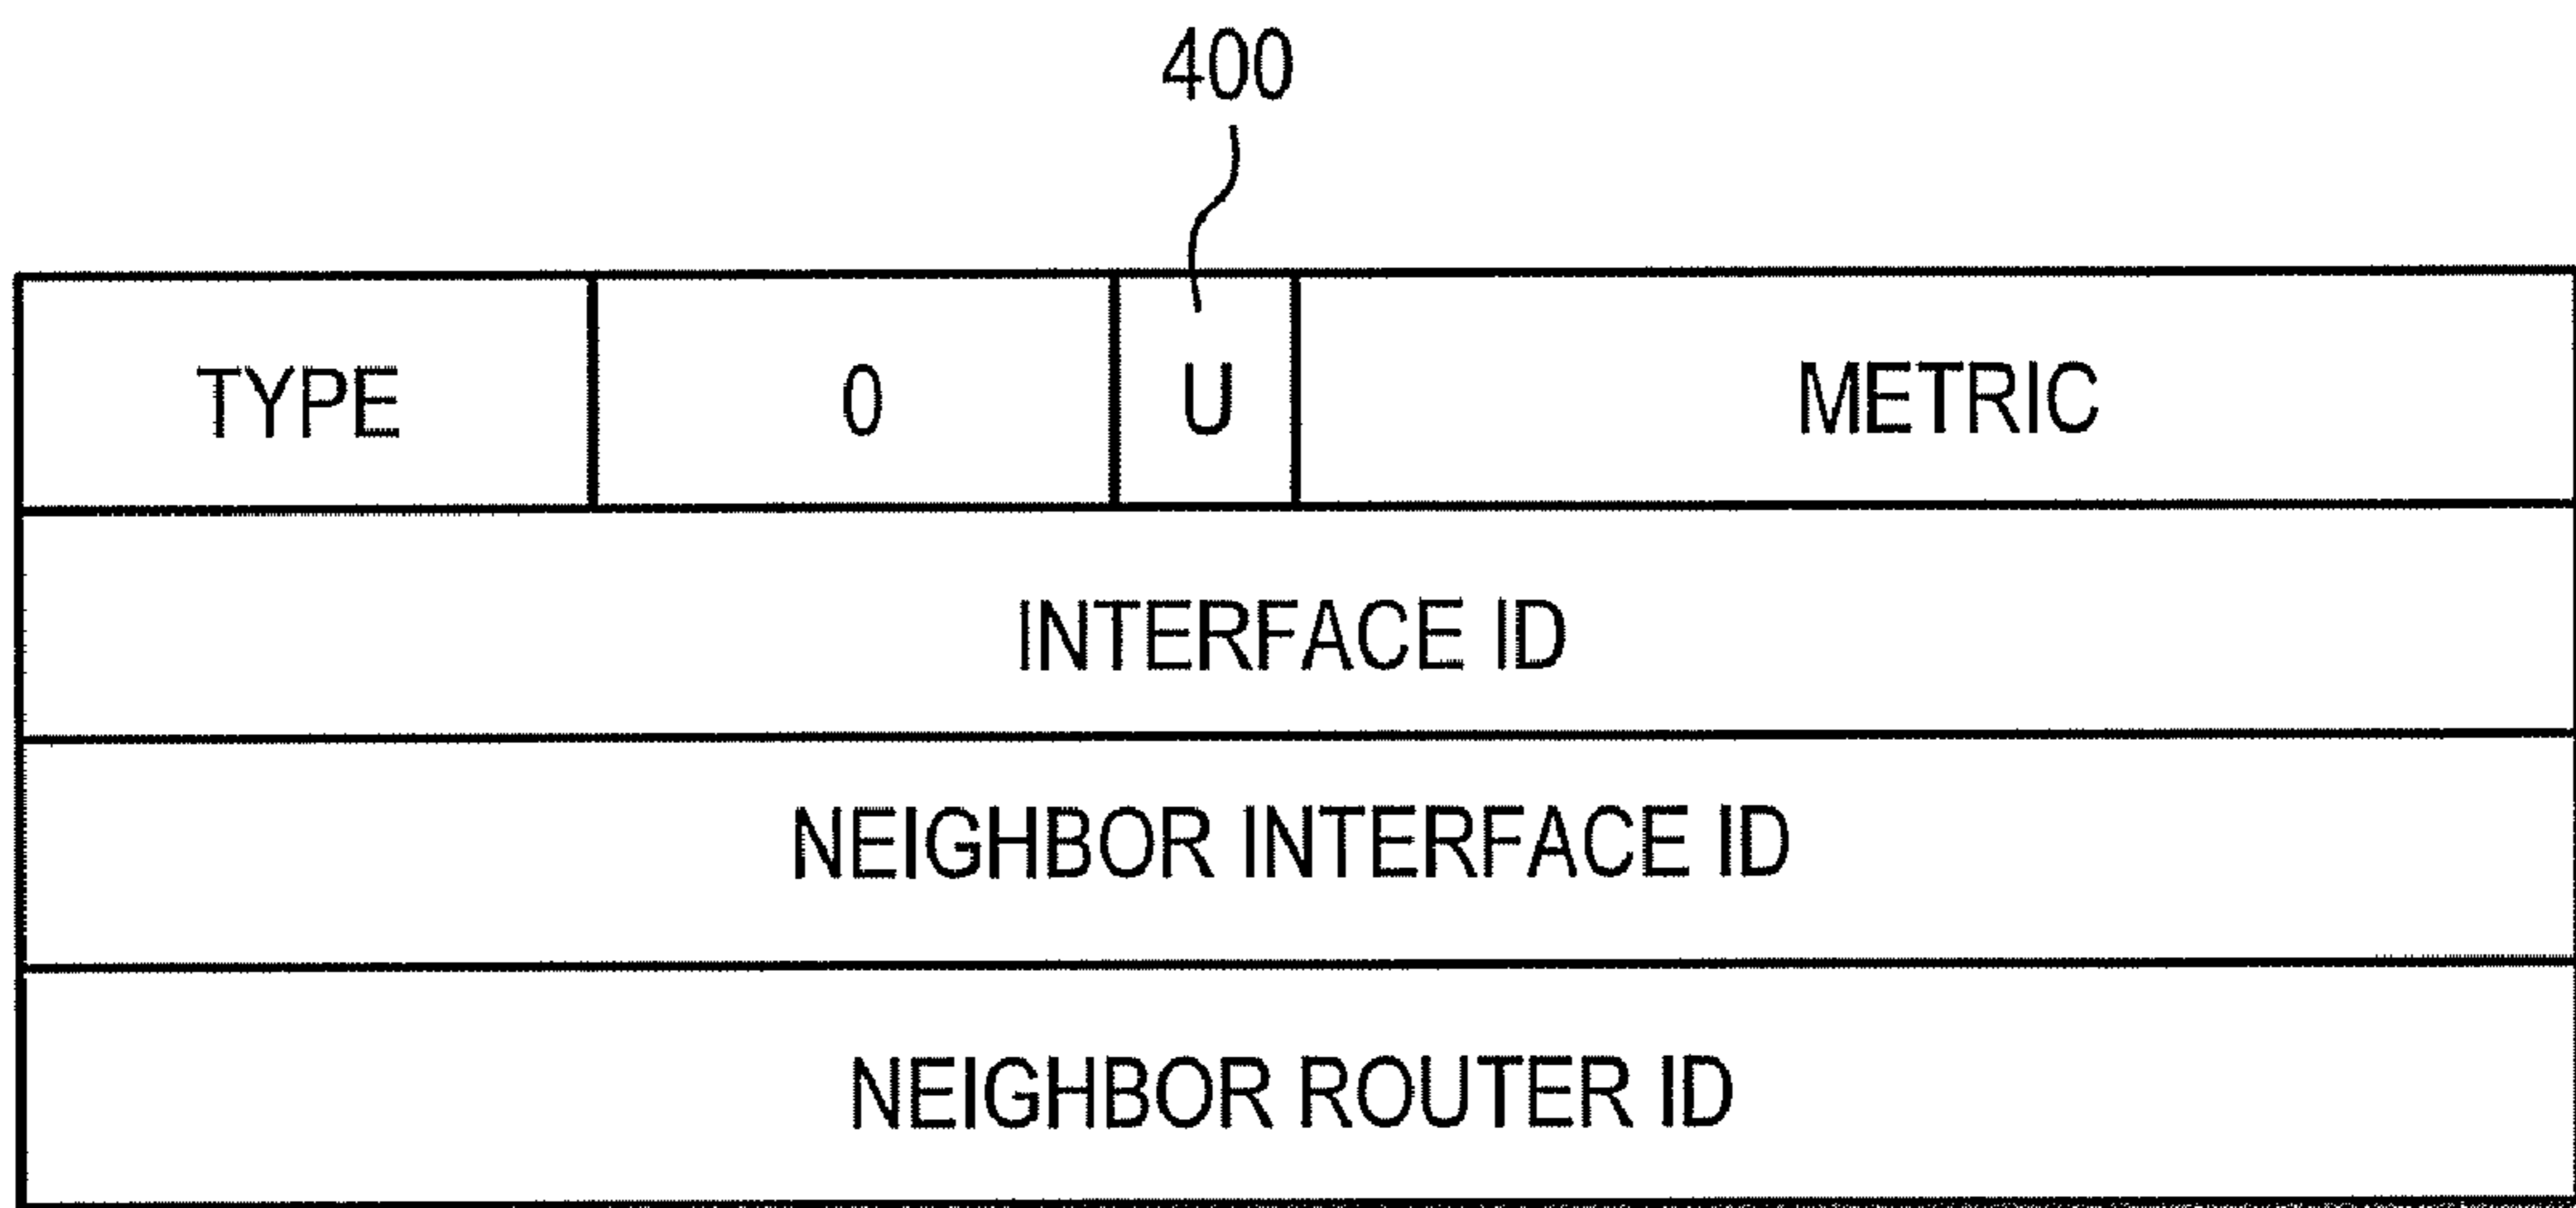 400
TYPE 0 U METRIC
INTERFACE ID
NEIGHBOR INTERFACE ID
NEIGHBOR ROUTER ID